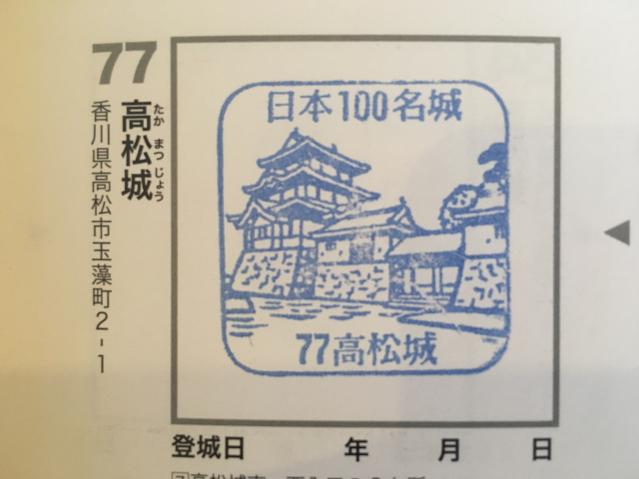 77
高松城
たかまつじょう
香川県高松市玉藻町2-1
日本100名城
77高松城
登城日 年 月 日